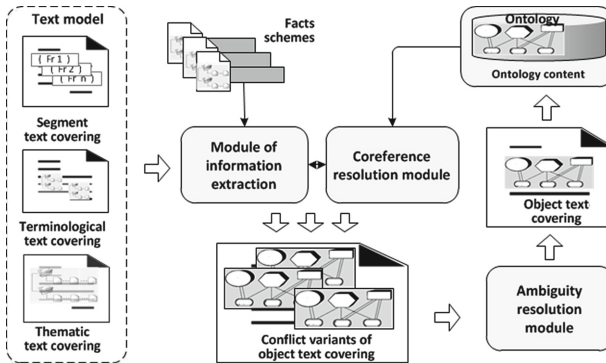 Text model
( Fr 1 )
( Fr 2 )
( Fr n )
Segment
text covering
Terminological
text covering
Thematic
text covering
Facts
schemes
Module of
information
extraction
Coreference
resolution module
Conflict variants of
object text covering
Ontology
Ontology content
Object text
covering
Ambiguity
resolution
module